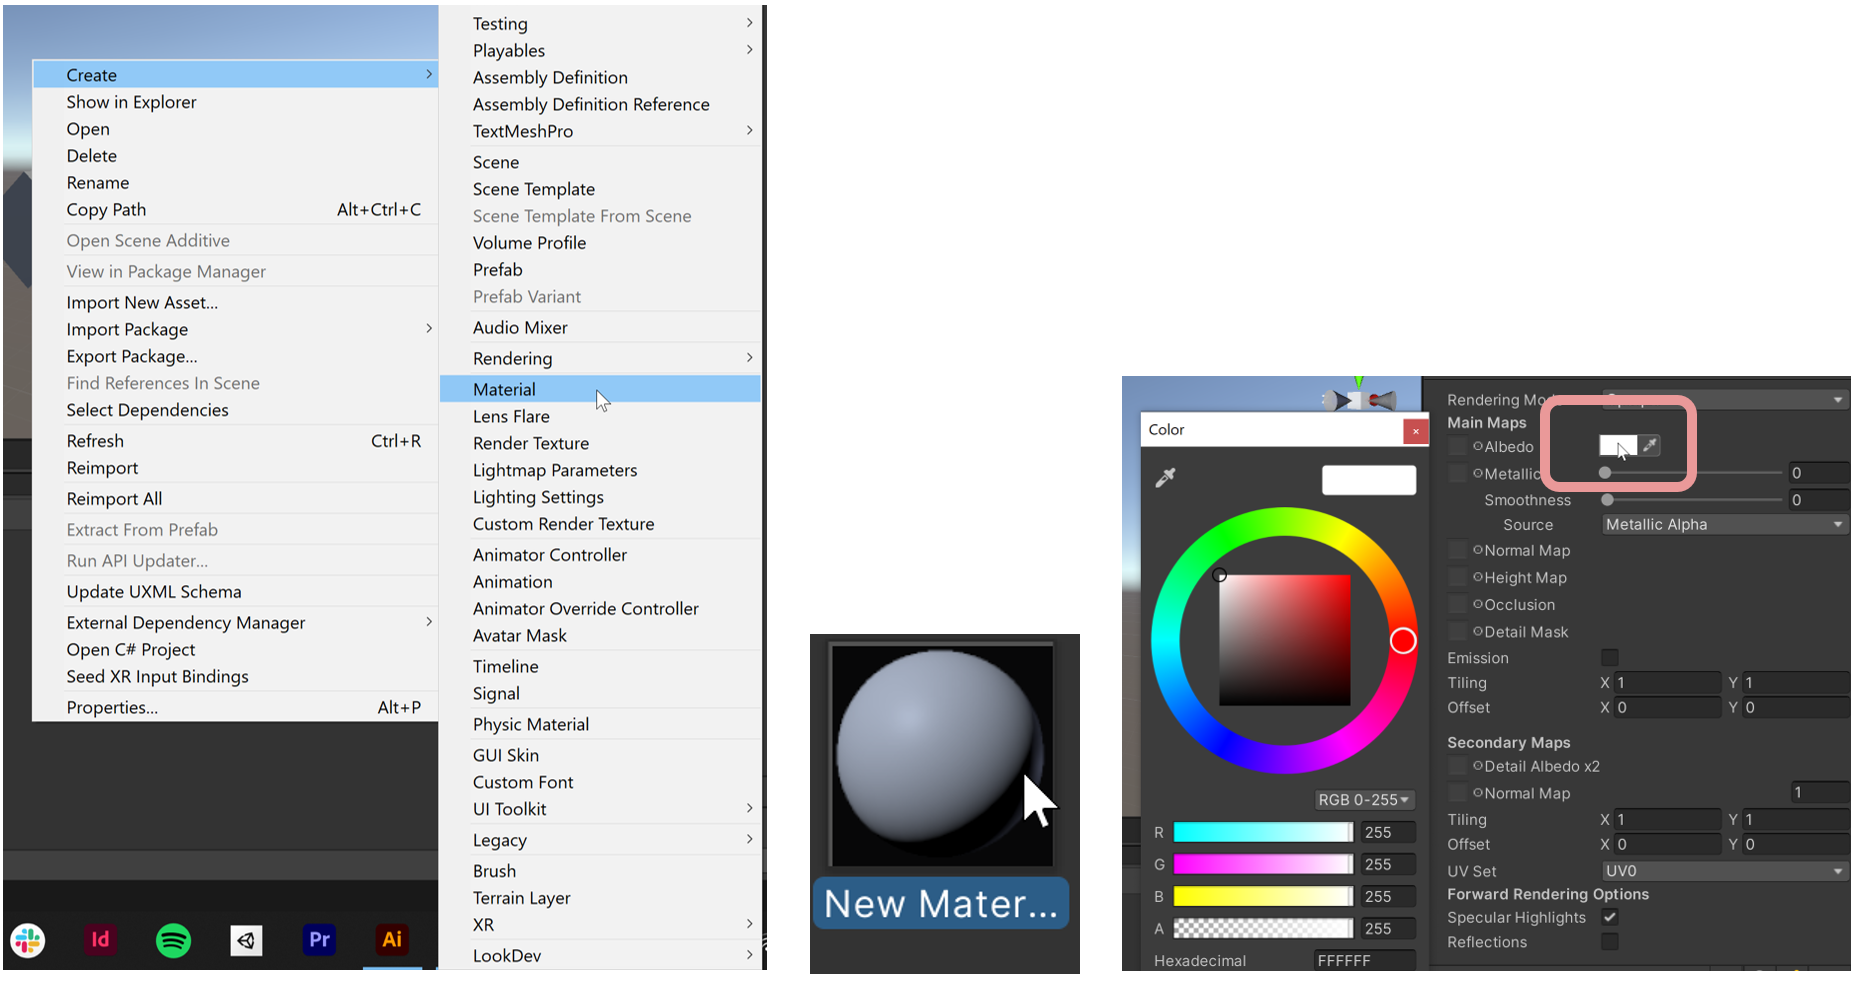 Create
Show in Explorer
Open
Delete
Rename
Copy Path Alt+Ctrl+C
Open Scene Additive
View in Package Manager
Import New Asset...
Import Package
Export Package...
Find References In Scene
Select Dependencies
Refresh Ctrl+R
Reimport
Reimport All
Extract From Prefab
Run API Updater...
Update UXML Schema
External Dependency Manager
Open C# Project
Seed XR Input Bindings
Properties... Alt+P
Id
Pr
Ai
Testing
Playables
Assembly Definition
Assembly Definition Reference
TextMeshPro
Scene
Scene Template
Scene Template From Scene
Volume Profile
Prefab
Prefab Variant
Audio Mixer
Rendering
Material
Lens Flare
Render Texture
Lightmap Parameters
Lighting Settings
Custom Render Texture
Animator Controller
Animation
Animator Override Controller
Avatar Mask
Timeline
Signal
Physic Material
GUI Skin
Custom Font
UI Toolkit
Legacy
Brush
Terrain Layer
XR
LookDev
New Mater...
Color
RGB 0-255
R 255
G 255
B 255
A 255
Hexadecimal FFFFFF
Rendering
Main Maps
Albedo
Metallic 0
Smoothness 0
Source Metallic Alpha
Normal Map
Height Map
Occlusion
Detail Mask
Emission
Tiling X 1 Y 1
Offset X 0 Y 0
Secondary Maps
Detail Albedo x2
Normal Map 1
Tiling X 1 Y 1
Offset X 0 Y 0
UV Set UV0
Forward Rendering Options
Specular Highlights
Reflections